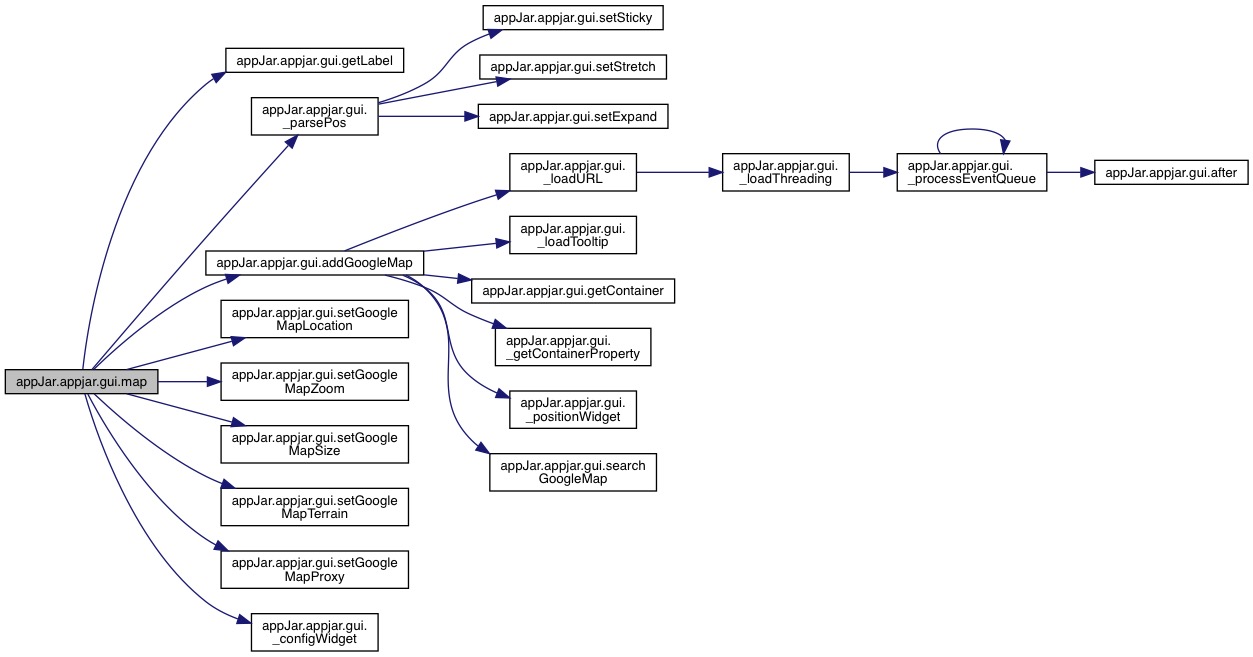 appJar.appjar.gui.map
appJar.appjar.gui.getLabel
appJar.appjar.gui.
_parsePos
appJar.appjar.gui.addGoogleMap
appJar.appjar.gui.setGoogle
MapLocation
appJar.appjar.gui.setGoogle
MapZoom
appJar.appjar.gui.setGoogle
MapSize
appJar.appjar.gui.setGoogle
MapTerrain
appJar.appjar.gui.setGoogle
MapProxy
appJar.appjar.gui.
_configWidget
appJar.appjar.gui.setSticky
appJar.appjar.gui.setStretch
appJar.appjar.gui.setExpand
appJar.appjar.gui.
_loadURL
appJar.appjar.gui.
_loadTooltip
appJar.appjar.gui.getContainer
appJar.appjar.gui.
_getContainerProperty
appJar.appjar.gui.
_positionWidget
appJar.appjar.gui.search
GoogleMap
appJar.appjar.gui.
_loadThreading
appJar.appjar.gui.
_processEventQueue
appJar.appjar.gui.after